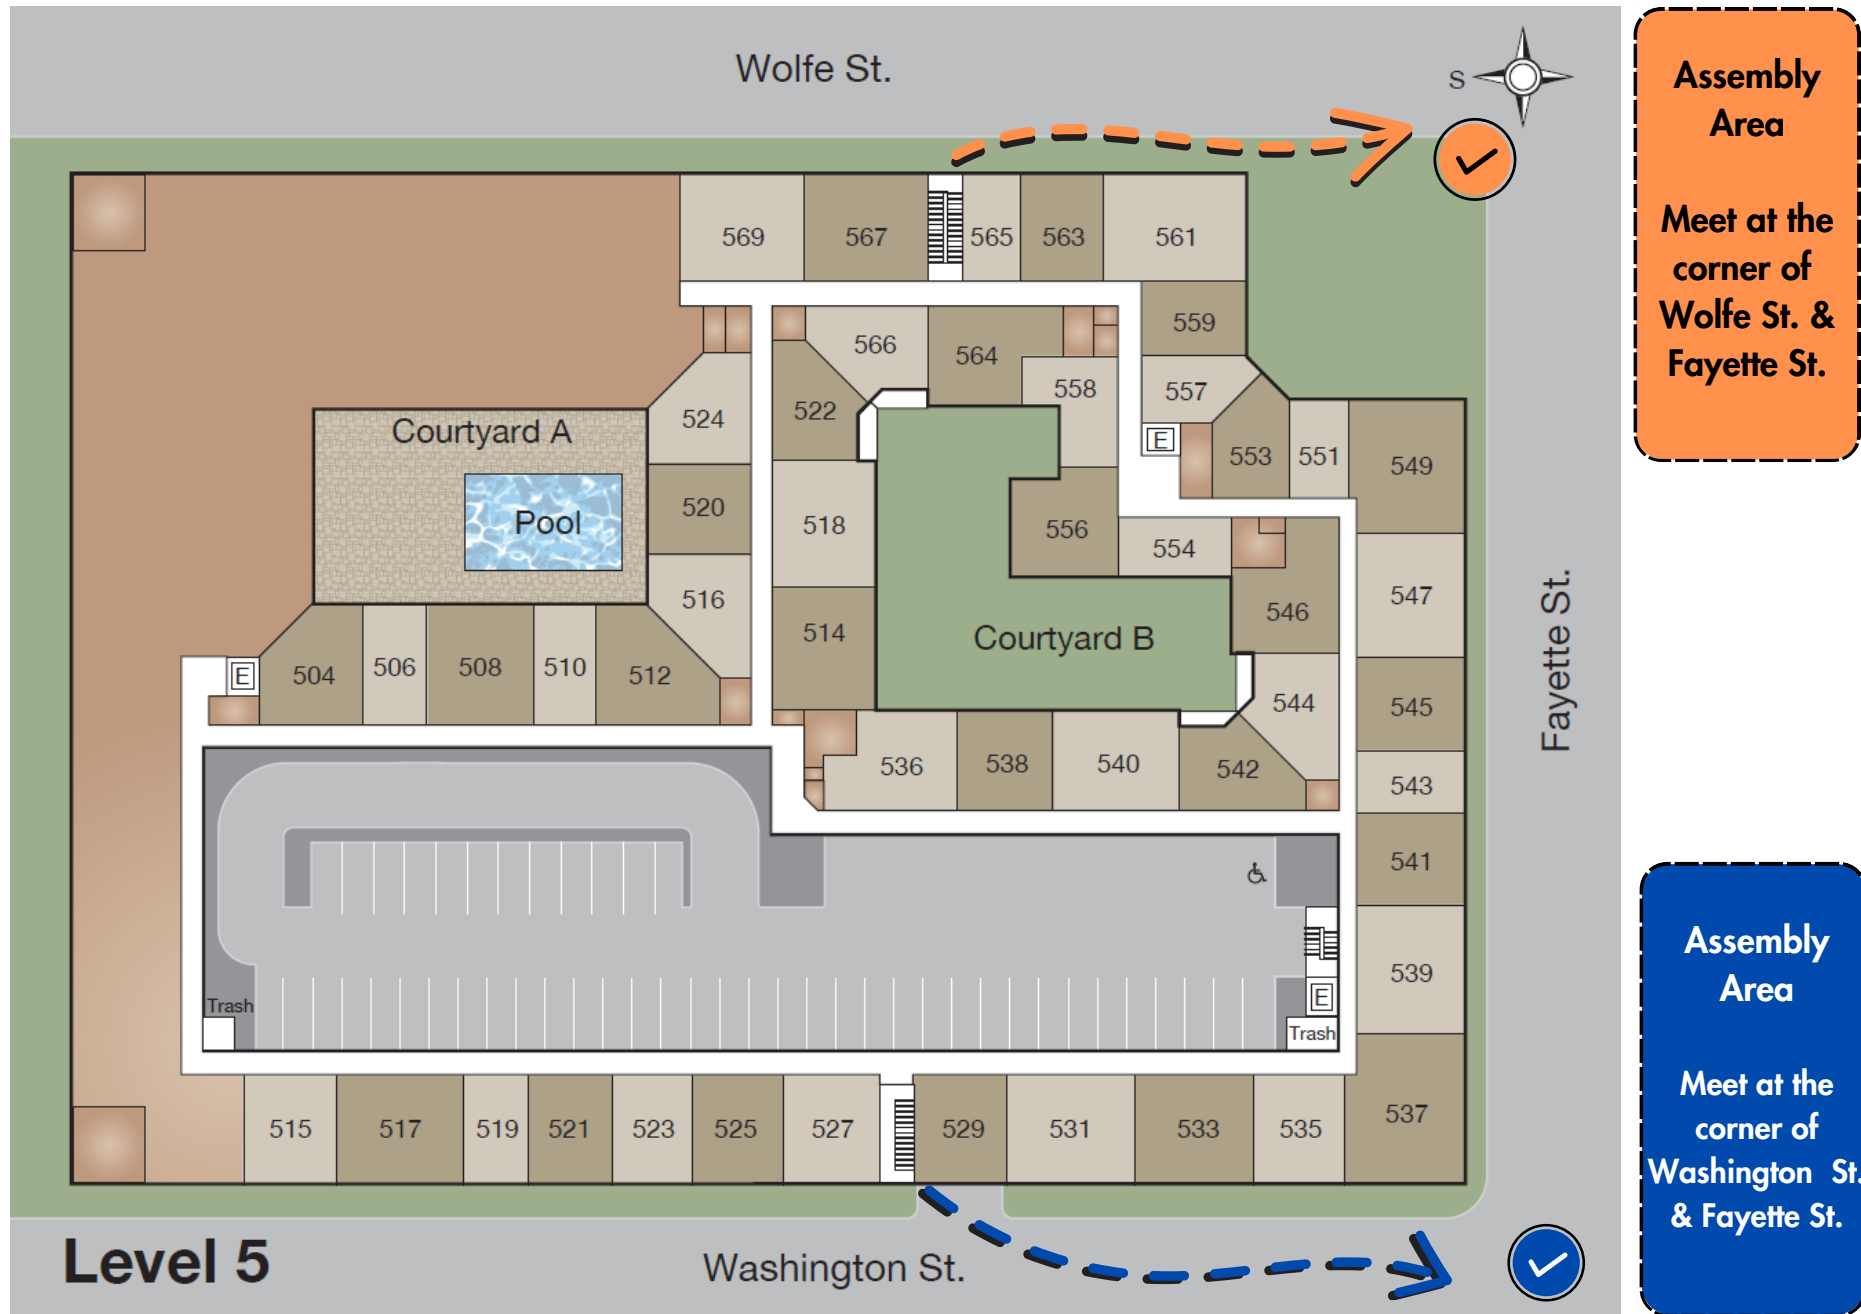 Wolfe St.
S
Assembly
Area
Meet at the
corner of
Wolfe St. &
Fayette St.
569
567
565
563
561
559
566
564
558
557
524
522
E
553
551
549
Courtyard A
Pool
520
518
556
554
547
516
514
546
Courtyard B
Fayette St.
E
504
506
508
510
512
544
545
536
538
540
542
543
541
539
E
Trash
Trash
515
517
519
521
523
525
527
529
531
533
535
537
Level 5
Washington St.
Assembly
Area
Meet at the
corner of
Washington St.
& Fayette St.